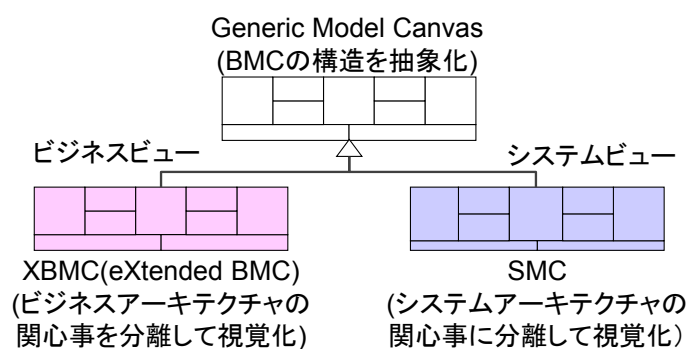 Generic Model Canvas
(BMCの構造を抽象化)
ビジネスビュー
システムビュー
XBMC(eXtended BMC)
(ビジネスアーキテクチャの
関心事を分離して視覚化)
SMC
(システムアーキテクチャの
関心事に分離して視覚化)